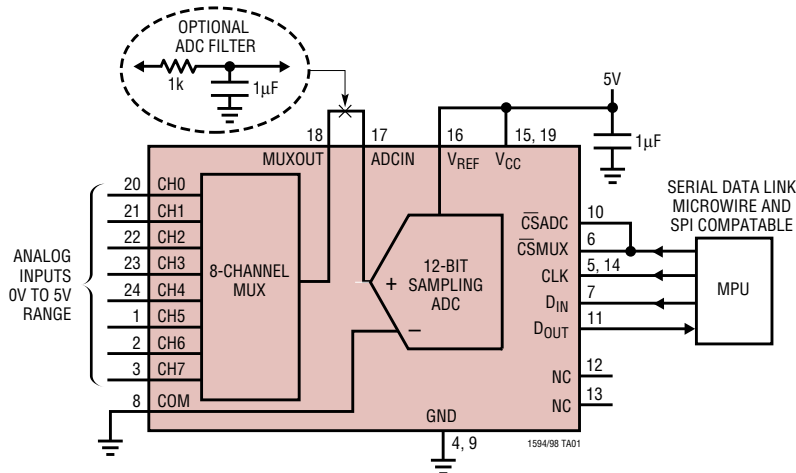 OPTIONAL
ADC FILTER
1k
1µF
5V
18
17
16
15, 19
1µF
MUXOUT
ADCIN
VREF
VCC
20 CH0
21 CH1
22 CH2
23 CH3
24 CH4
1 CH5
2 CH6
3 CH7
8 COM
ANALOG
INPUTS
0V TO 5V
RANGE
8-CHANNEL
MUX
+
12-BIT
SAMPLING
ADC
–
CSADC 10
CSMUX 6
CLK 5, 14
DIN 7
DOUT 11
NC 12
NC 13
GND
4, 9
SERIAL DATA LINK
MICROWIRE AND
SPI COMPATABLE
MPU
1594/98 TA01